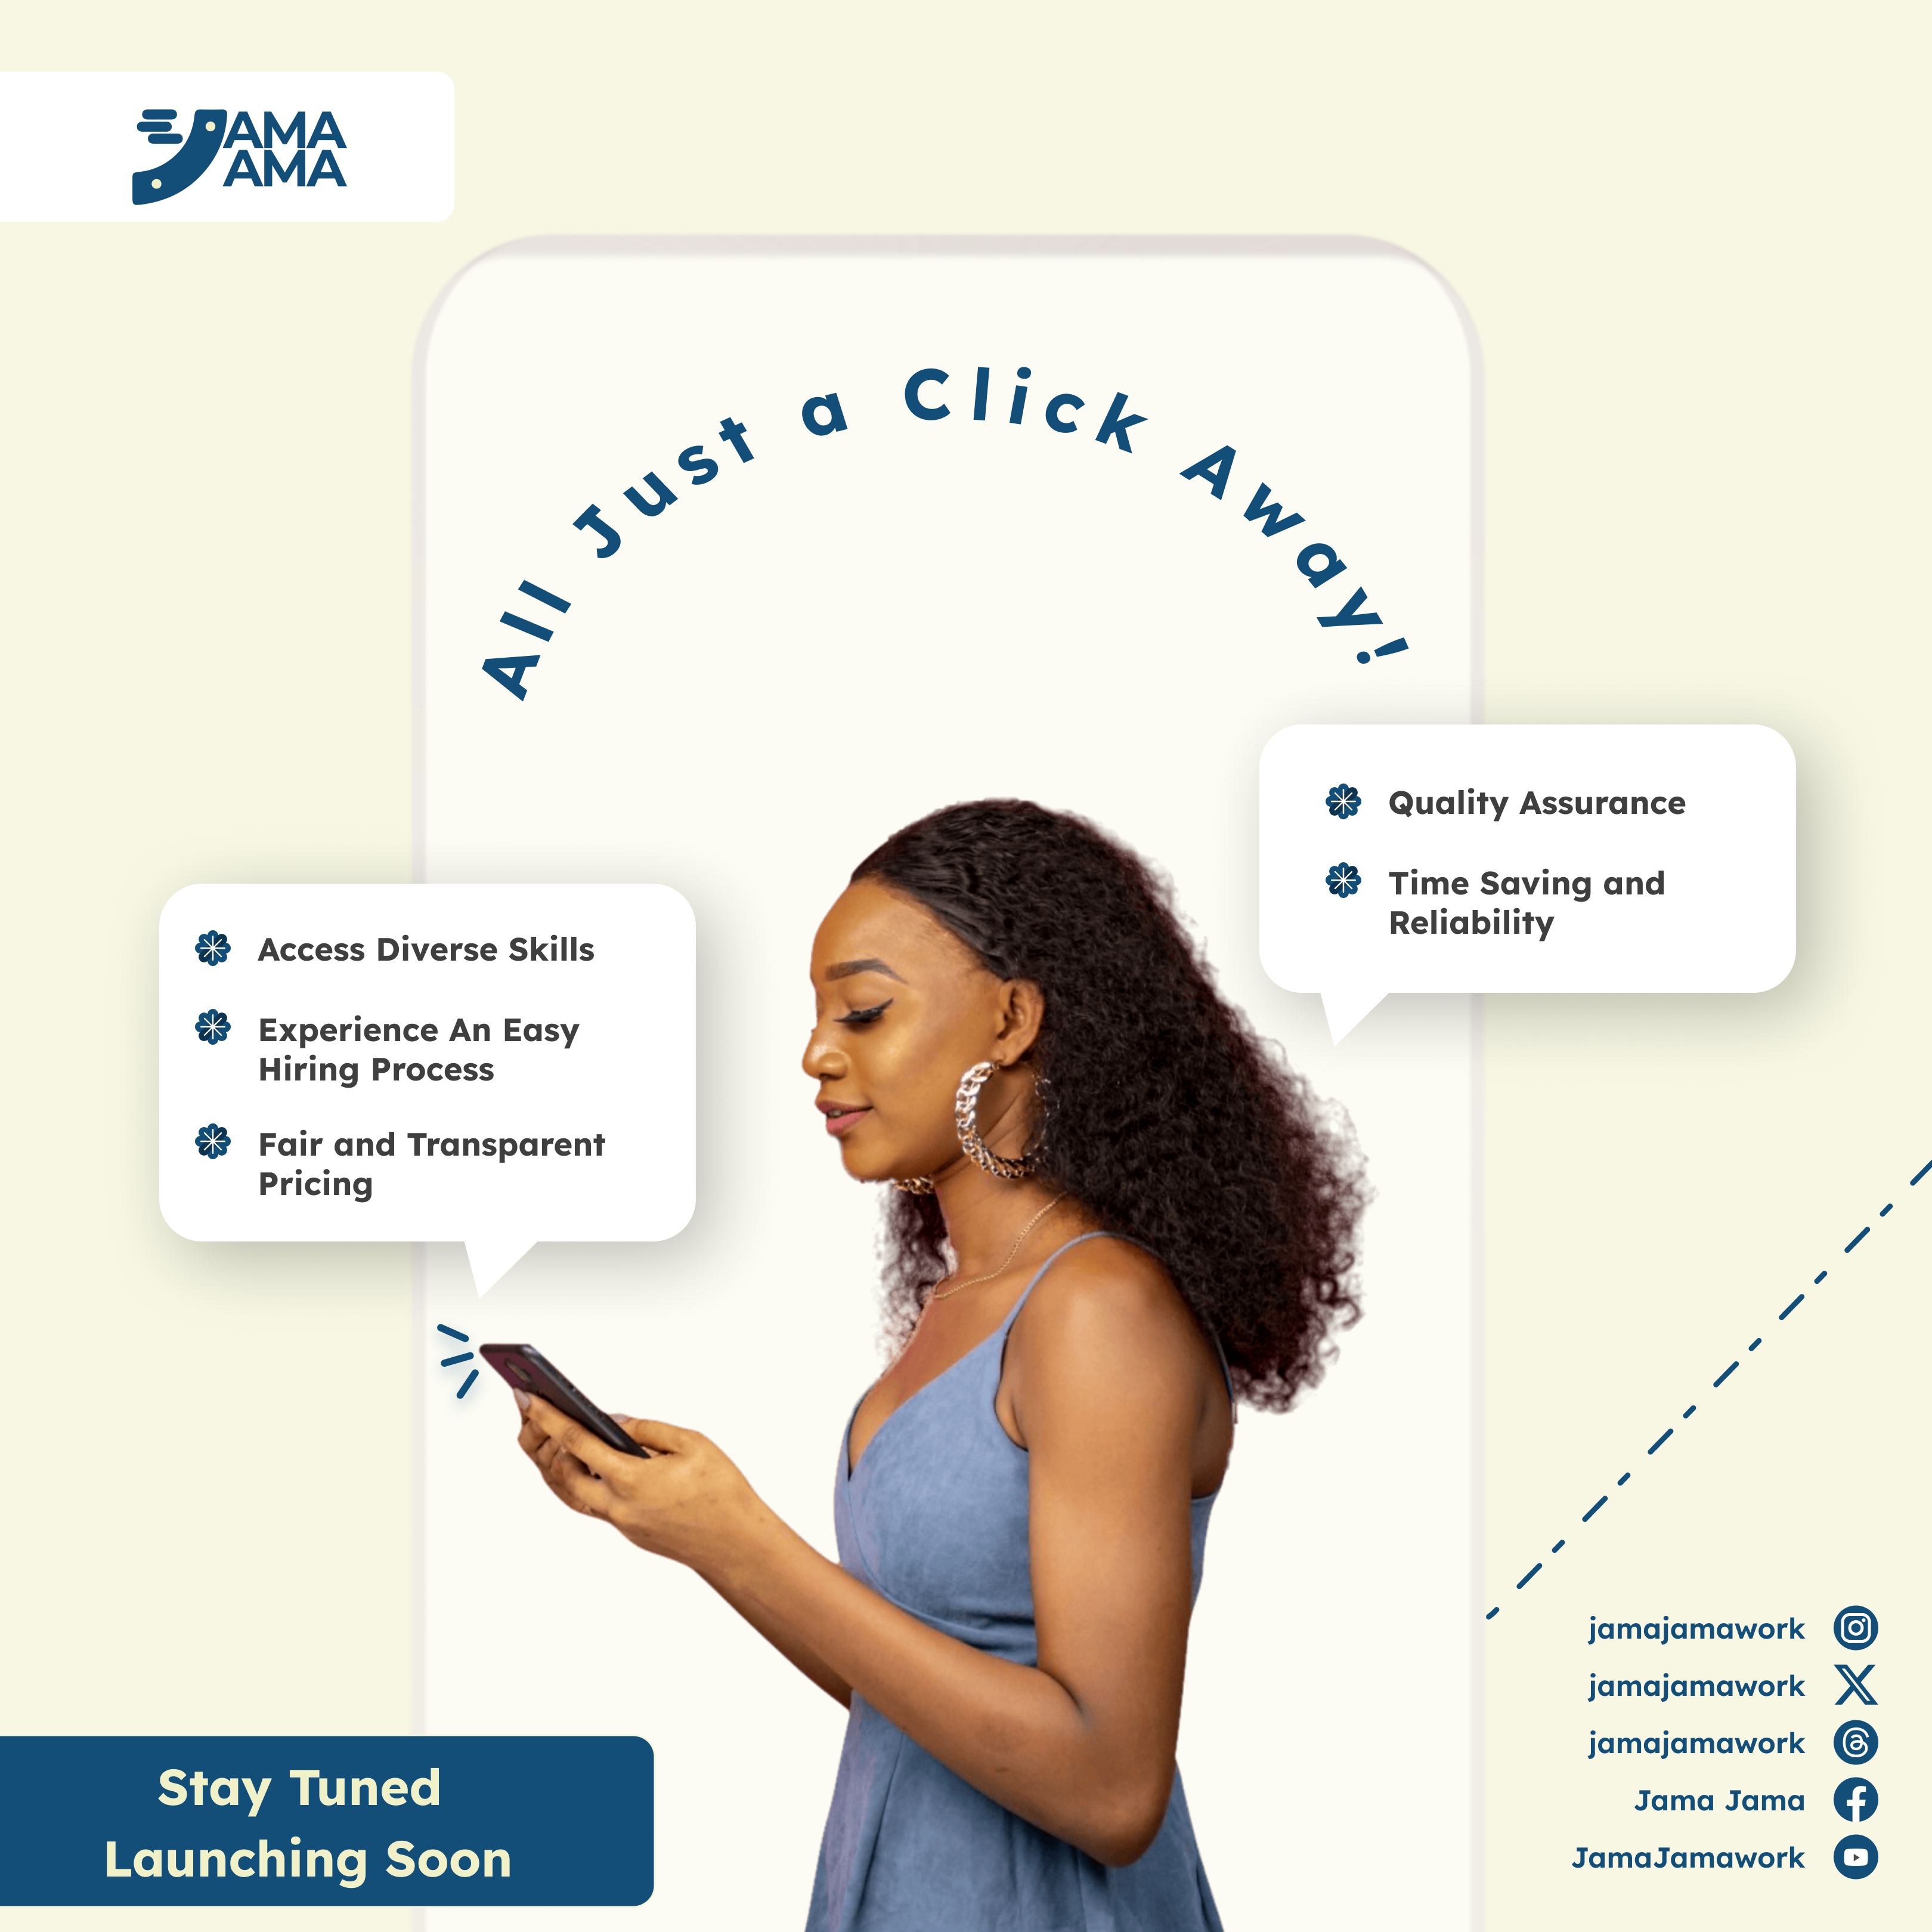 JAMA
AMA
All Just a Click Away!
Quality Assurance
Time Saving and
Reliability
Access Diverse Skills
Experience An Easy
Hiring Process
Fair and Transparent
Pricing
jamajamawork
jamajamawork
jamajamawork
Jama Jama
JamaJamawork
Stay Tuned
Launching Soon